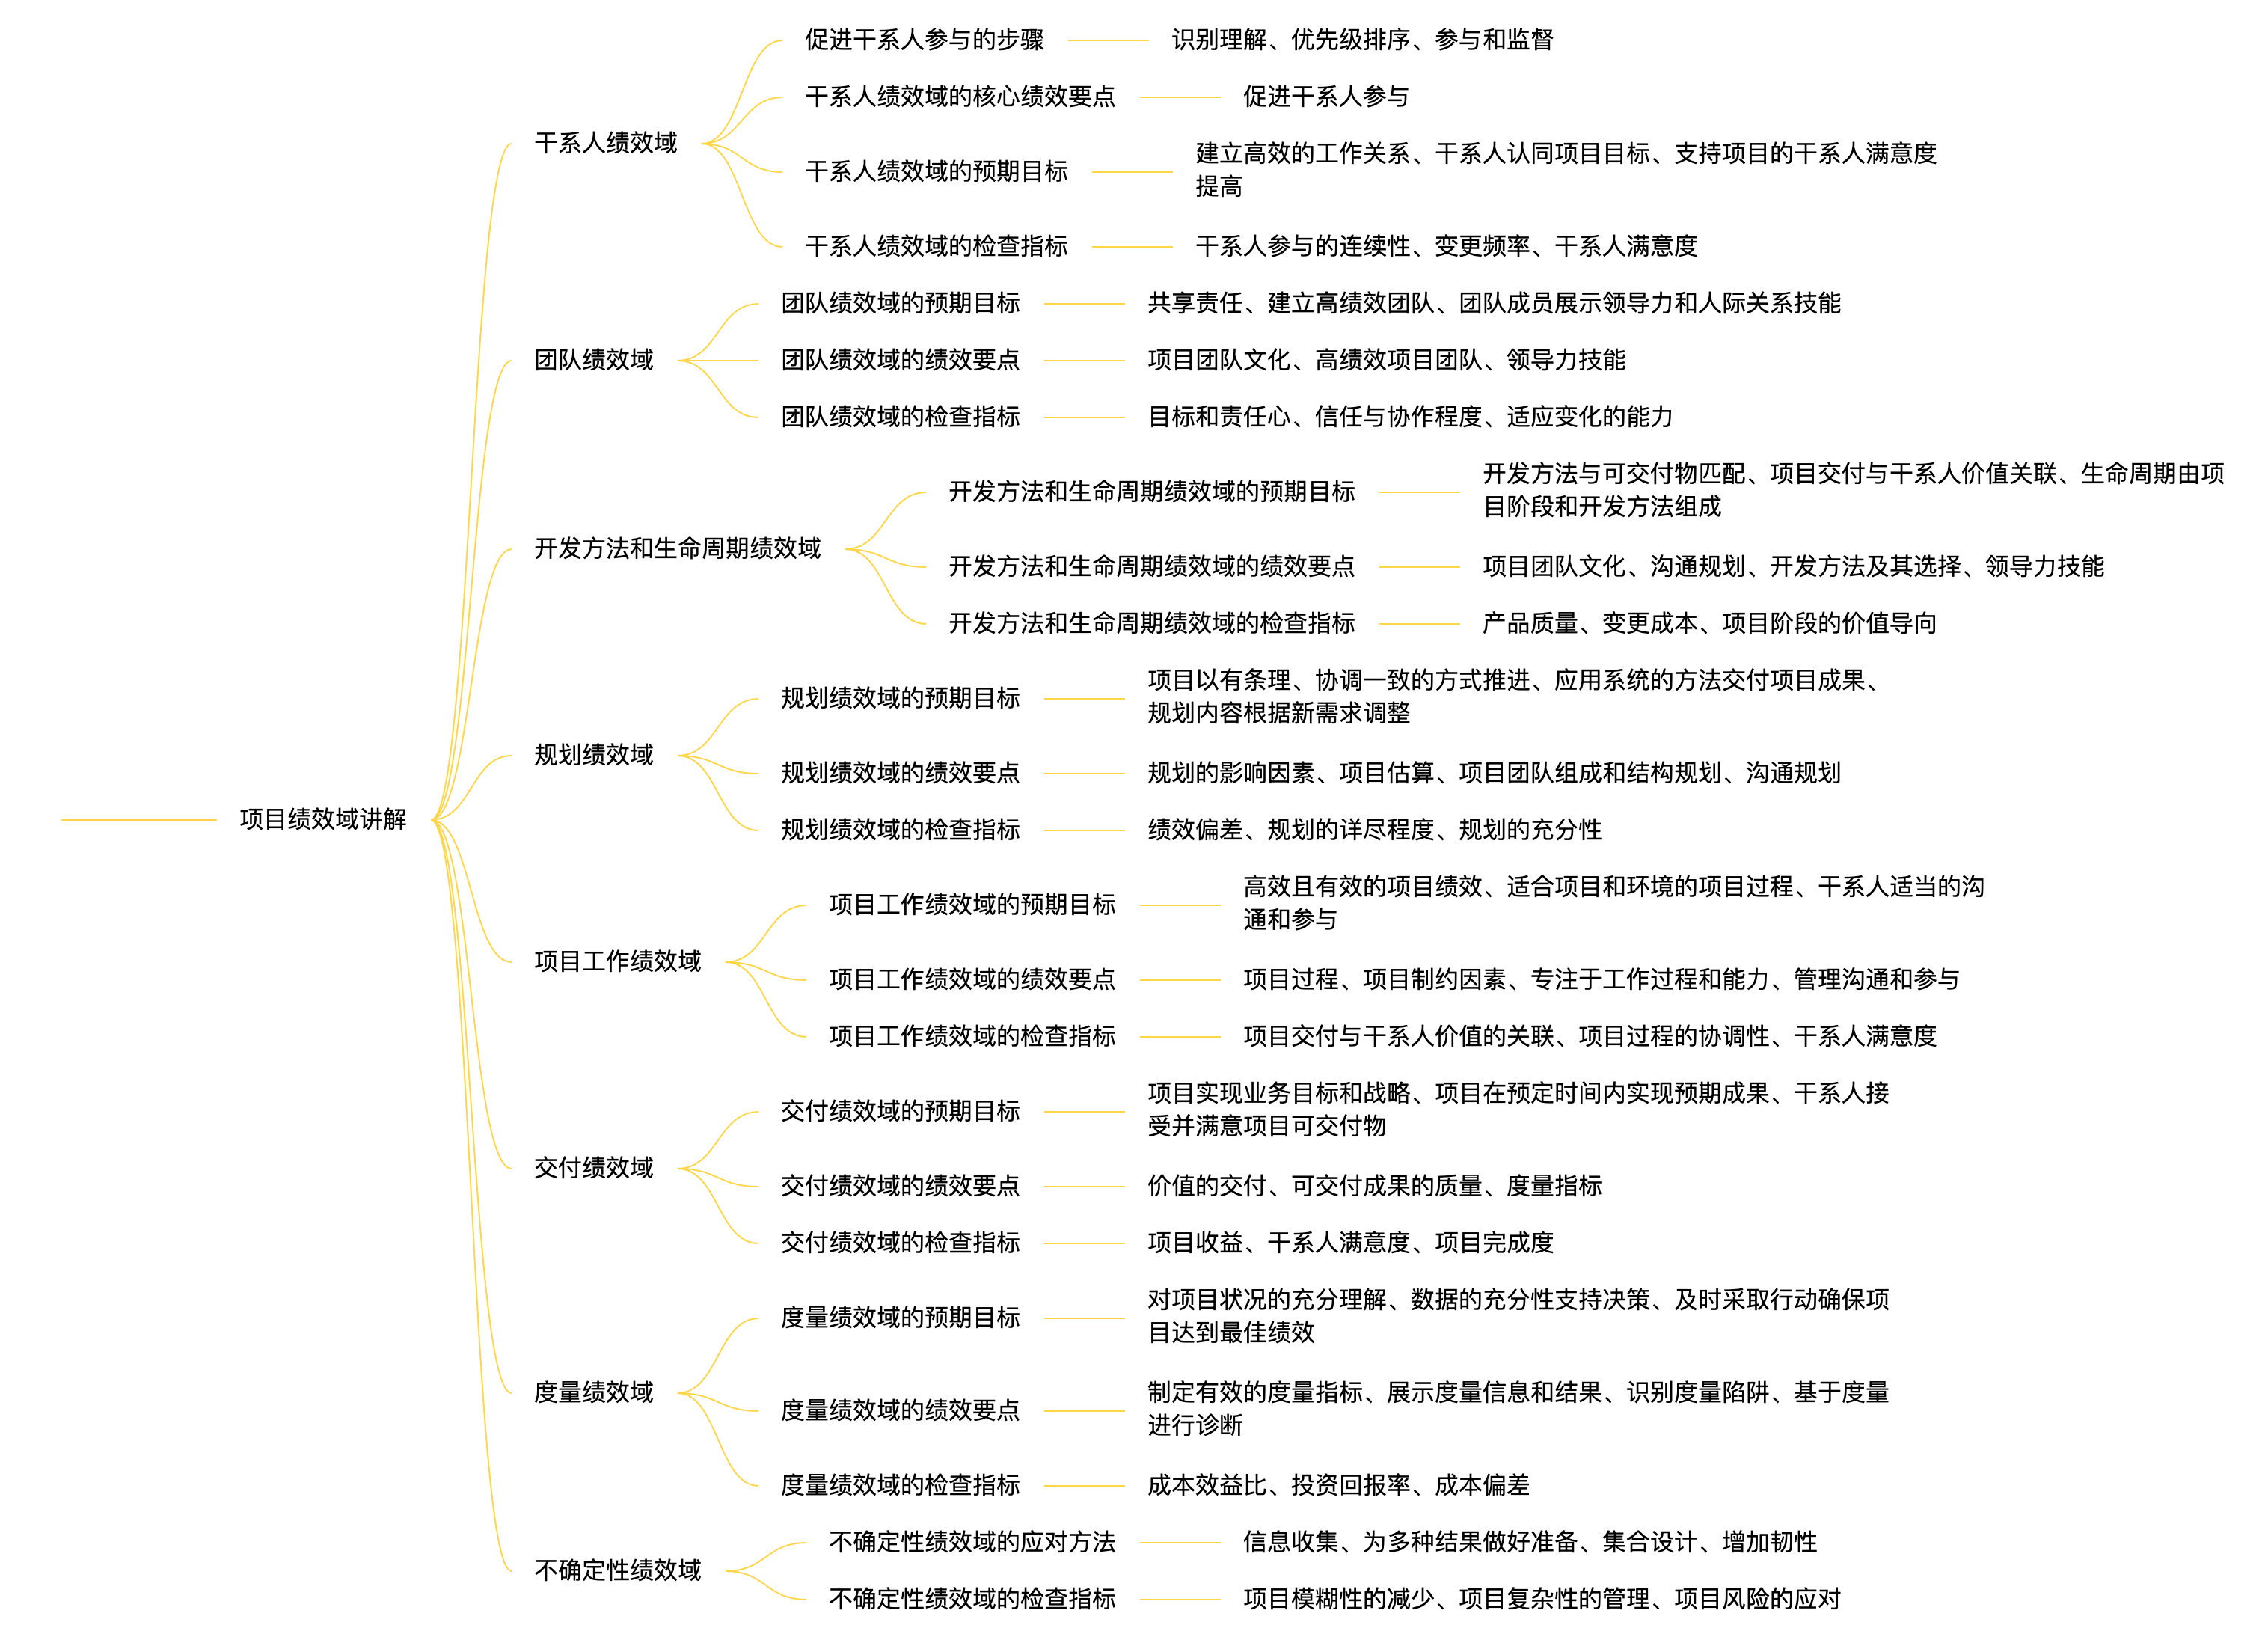 项目绩效域讲解
干系人绩效域
促进干系人参与的步骤
识别理解、优先级排序、参与和监督
干系人绩效域的核心绩效要点
促进干系人参与
干系人绩效域的预期目标
建立高效的工作关系、干系人认同项目目标、支持项目的干系人满意度
提高
干系人绩效域的检查指标
干系人参与的连续性、变更频率、干系人满意度
团队绩效域
团队绩效域的预期目标
共享责任、建立高绩效团队、团队成员展示领导力和人际关系技能
团队绩效域的绩效要点
项目团队文化、高绩效项目团队、领导力技能
团队绩效域的检查指标
目标和责任心、信任与协作程度、适应变化的能力
开发方法和生命周期绩效域
开发方法和生命周期绩效域的预期目标
开发方法与可交付物匹配、项目交付与干系人价值关联、生命周期由项
目阶段和开发方法组成
开发方法和生命周期绩效域的绩效要点
项目团队文化、沟通规划、开发方法及其选择、领导力技能
开发方法和生命周期绩效域的检查指标
产品质量、变更成本、项目阶段的价值导向
规划绩效域
规划绩效域的预期目标
项目以有条理、协调一致的方式推进、应用系统的方法交付项目成果、
规划内容根据新需求调整
规划绩效域的绩效要点
规划的影响因素、项目估算、项目团队组成和结构规划、沟通规划
规划绩效域的检查指标
绩效偏差、规划的详尽程度、规划的充分性
项目工作绩效域
项目工作绩效域的预期目标
高效且有效的项目绩效、适合项目和环境的项目过程、干系人适当的沟
通和参与
项目工作绩效域的绩效要点
项目过程、项目制约因素、专注于工作过程和能力、管理沟通和参与
项目工作绩效域的检查指标
项目交付与干系人价值的关联、项目过程的协调性、干系人满意度
交付绩效域
交付绩效域的预期目标
项目实现业务目标和战略、项目在预定时间内实现预期成果、干系人接
受并满意项目可交付物
交付绩效域的绩效要点
价值的交付、可交付成果的质量、度量指标
交付绩效域的检查指标
项目收益、干系人满意度、项目完成度
度量绩效域
度量绩效域的预期目标
对项目状况的充分理解、数据的充分性支持决策、及时采取行动确保项
目达到最佳绩效
度量绩效域的绩效要点
制定有效的度量指标、展示度量信息和结果、识别度量陷阱、基于度量
进行诊断
度量绩效域的检查指标
成本效益比、投资回报率、成本偏差
不确定性绩效域
不确定性绩效域的应对方法
信息收集、为多种结果做好准备、集合设计、增加韧性
不确定性绩效域的检查指标
项目模糊性的减少、项目复杂性的管理、项目风险的应对